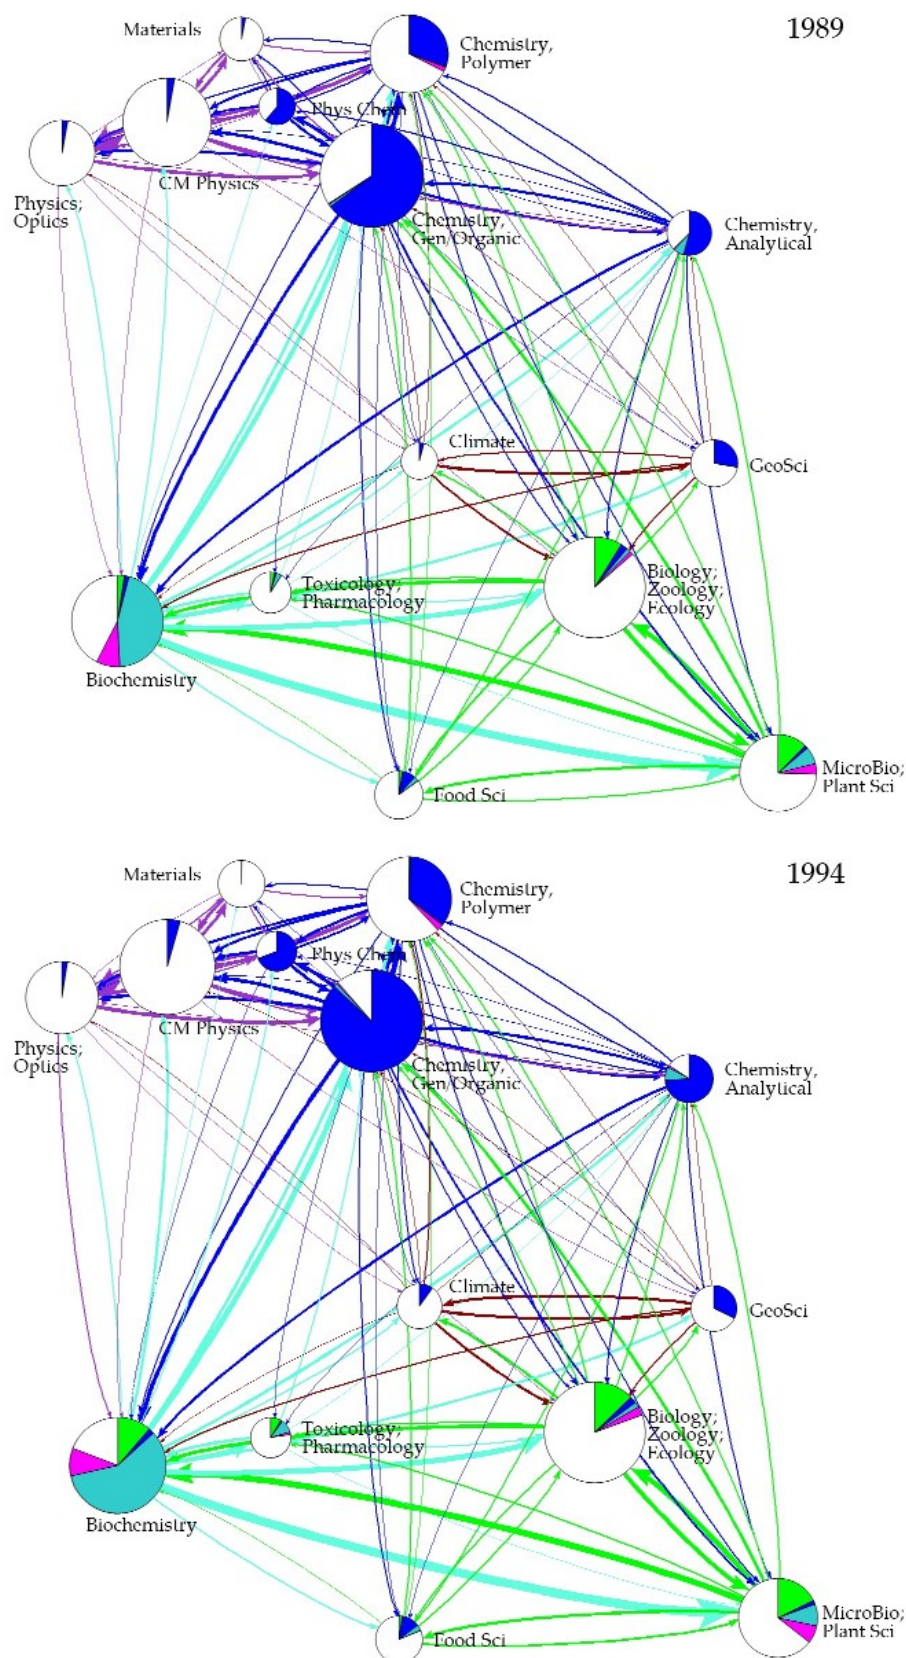 1989
Materials
Chemistry,
Polymer
Phys Chem
CM Physics
Physics;
Optics
Chemistry,
Gen/Organic
Chemistry,
Analytical
Climate
GeoSci
Toxicology;
Pharmacology
Biology;
Zoology;
Ecology
Biochemistry
MicroBio;
Plant Sci
Food Sci
1994
Materials
Chemistry,
Polymer
Phys Chem
CM Physics
Physics;
Optics
Chemistry,
Gen/Organic
Chemistry,
Analytical
Climate
GeoSci
Toxicology;
Pharmacology
Biology;
Zoology;
Ecology
Biochemistry
MicroBio;
Plant Sci
Food Sci